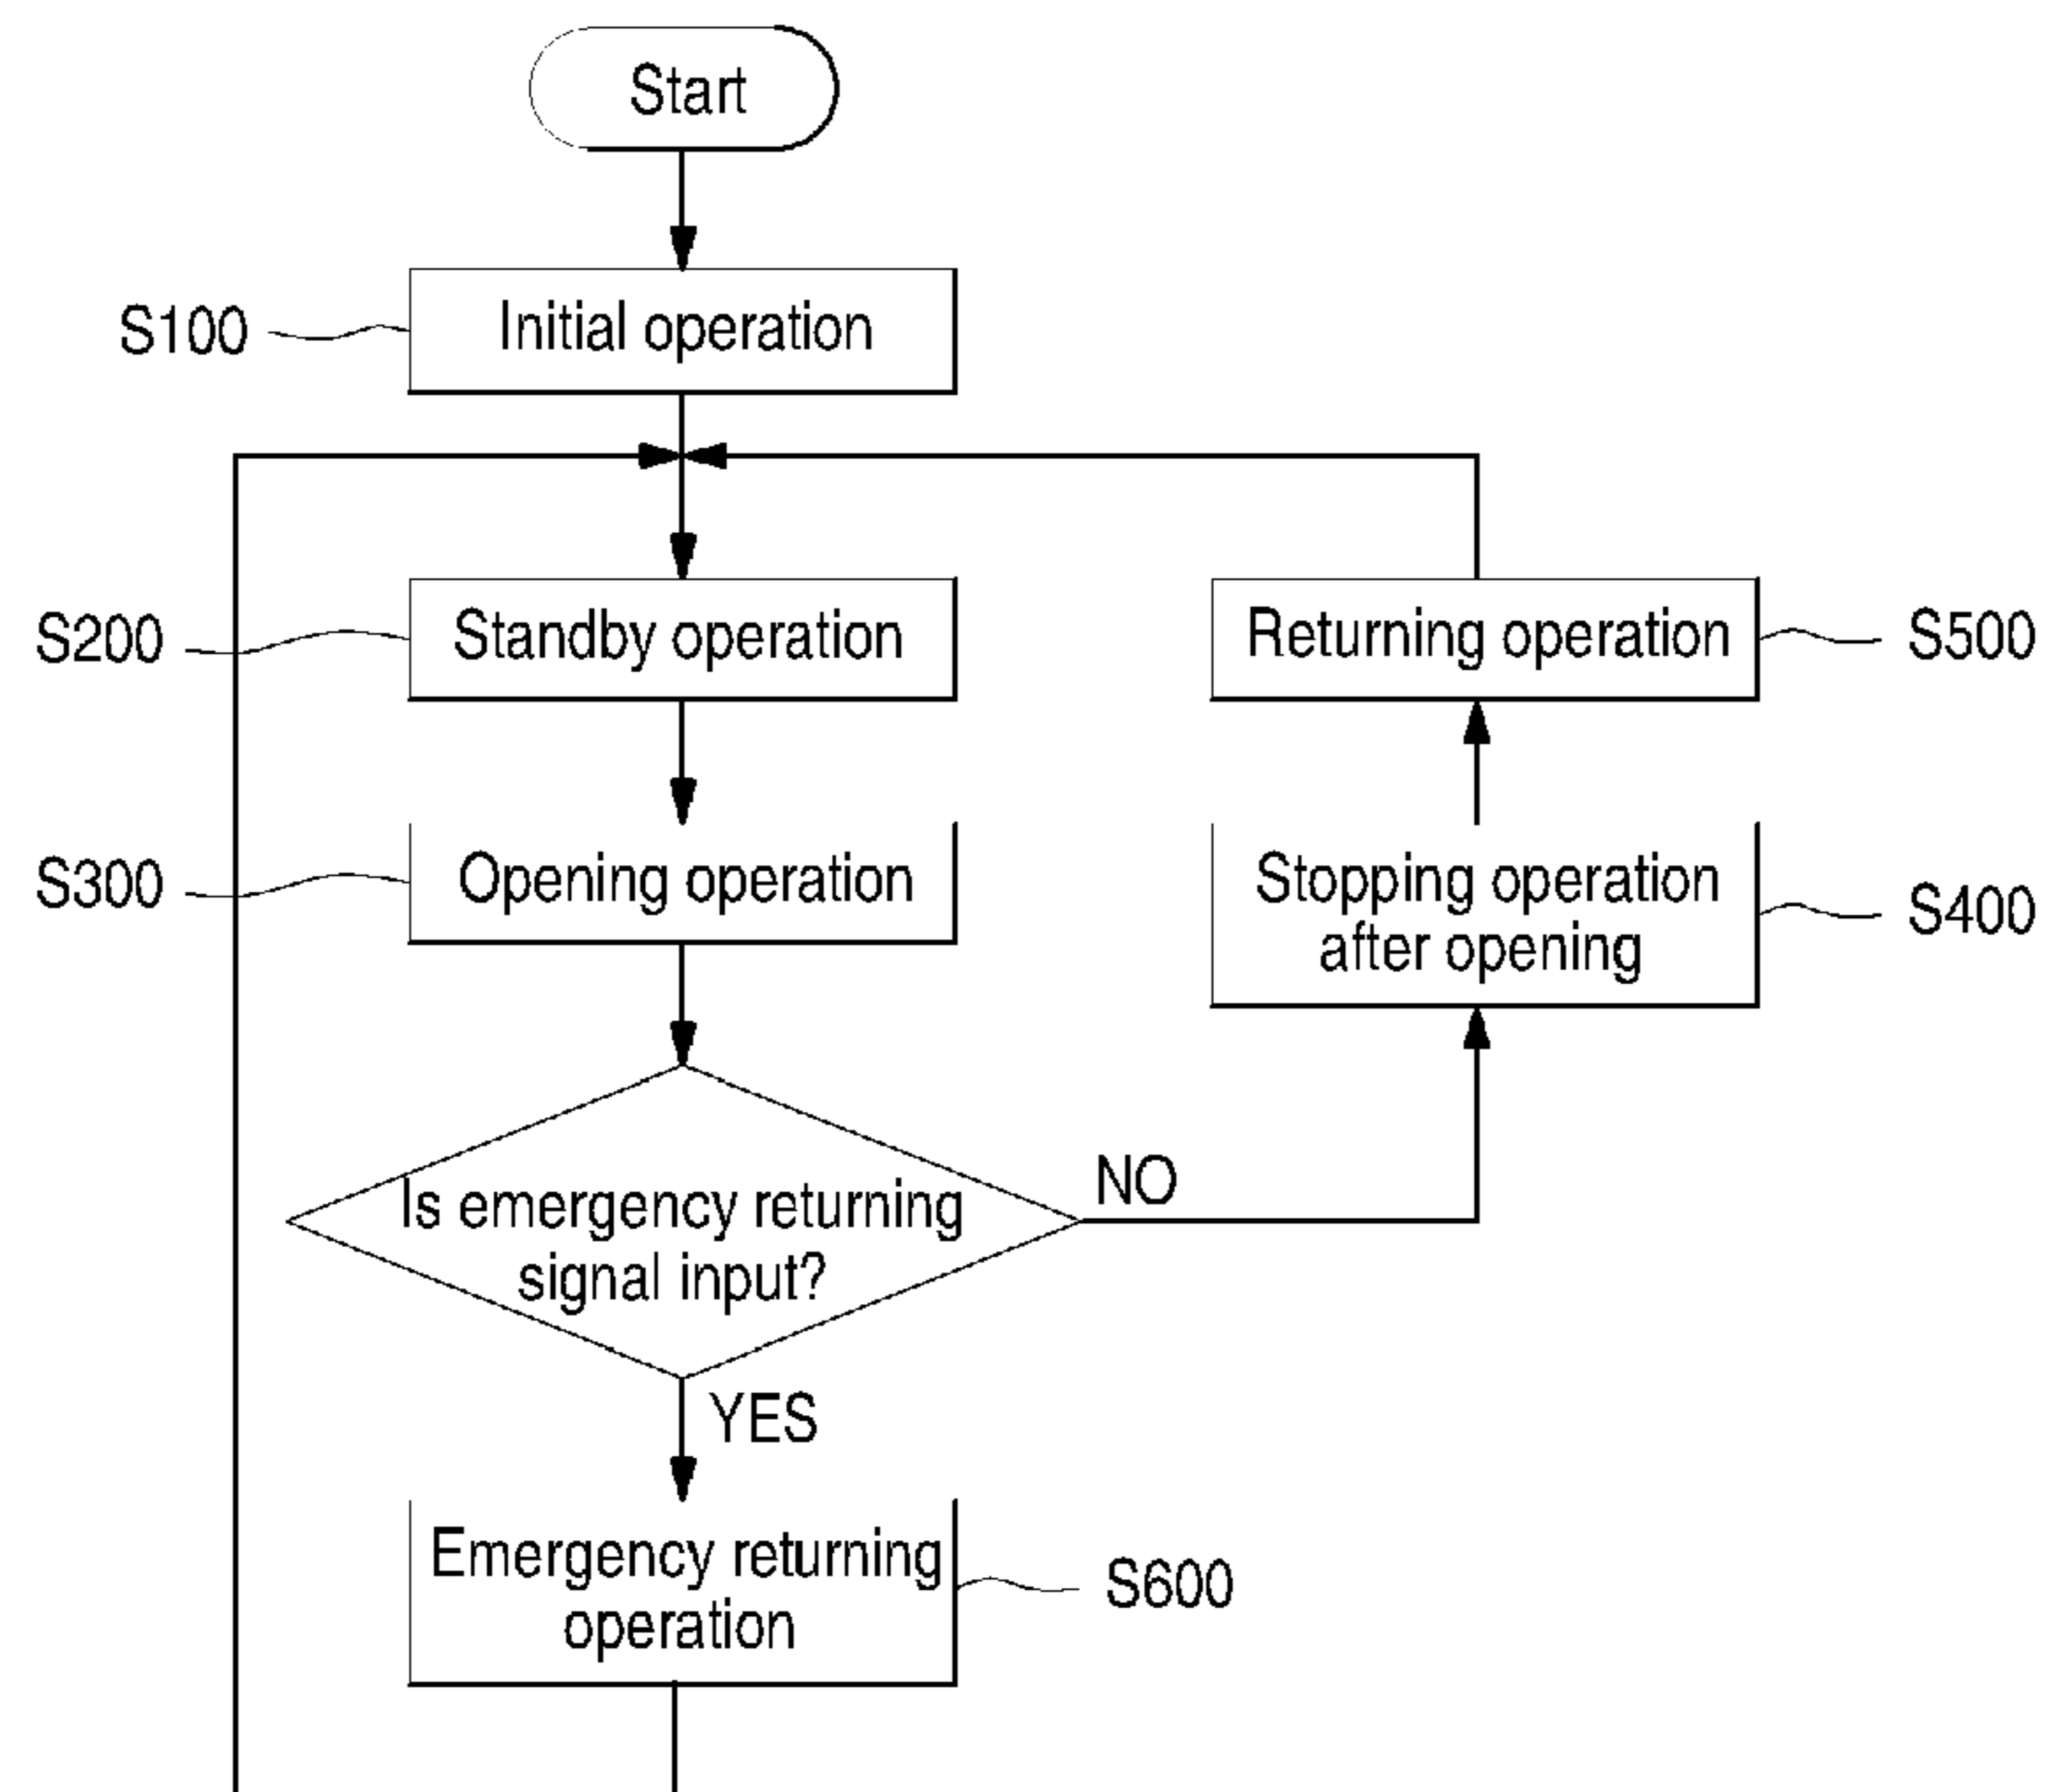 Start
S100
Initial operation
S200
Standby operation
Returning operation
S500
S300
Opening operation
Stopping operation
after opening
S400
Is emergency returning
signal input?
NO
YES
Emergency returning
operation
S600